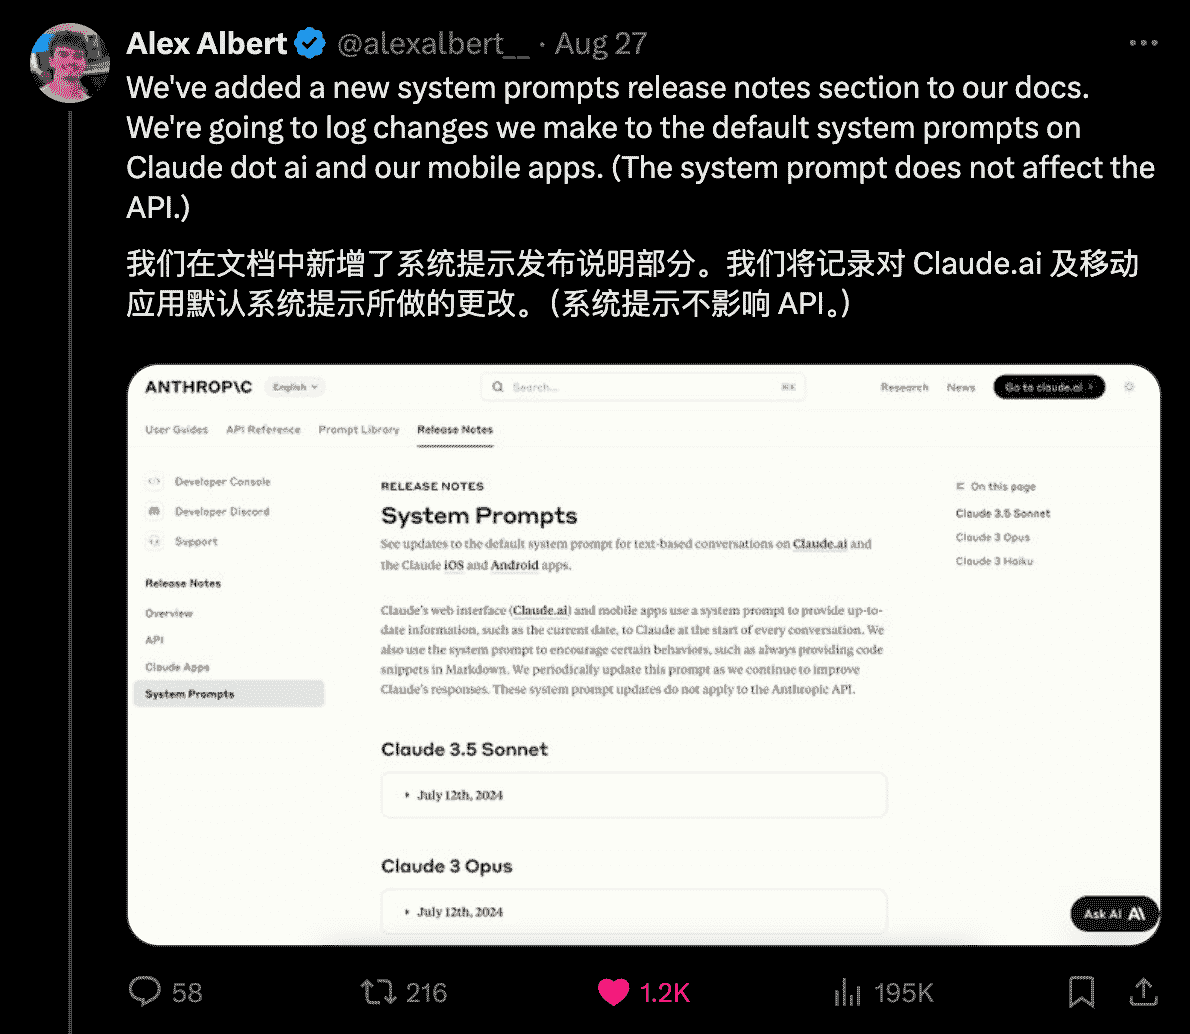 Alex Albert @alexalbert__ · Aug 27
We've added a new system prompts release notes section to our docs.
We're going to log changes we make to the default system prompts on
Claude dot ai and our mobile apps. (The system prompt does not affect the
API.)
我们在文档中新增了系统提示发布说明部分。我们将记录对 Claude.ai 及移动
应用默认系统提示所做的更改。（系统提示不影响 API。）
ANTHROP\C English Search... ⌘K Research News Go to claude.ai
User Guides API Reference Prompt Library Release Notes
Developer Console
Developer Discord
Support
Release Notes
Overview
API
Claude Apps
System Prompts
RELEASE NOTES
System Prompts
See updates to the default system prompt for text-based conversations on Claude.ai and
the Claude iOS and Android apps.
Claude's web interface (Claude.ai) and mobile apps use a system prompt to provide up-to-
date information, such as the current date, to Claude at the start of every conversation. We
also use the system prompt to encourage certain behaviors, such as always providing code
snippets in Markdown. We periodically update this prompt as we continue to improve
Claude's responses. These system prompt updates do not apply to the Anthropic API.
Claude 3.5 Sonnet
July 12th, 2024
Claude 3 Opus
July 12th, 2024
On this page
Claude 3.5 Sonnet
Claude 3 Opus
Claude 3 Haiku
Ask AI A\
58 216 1.2K 195K